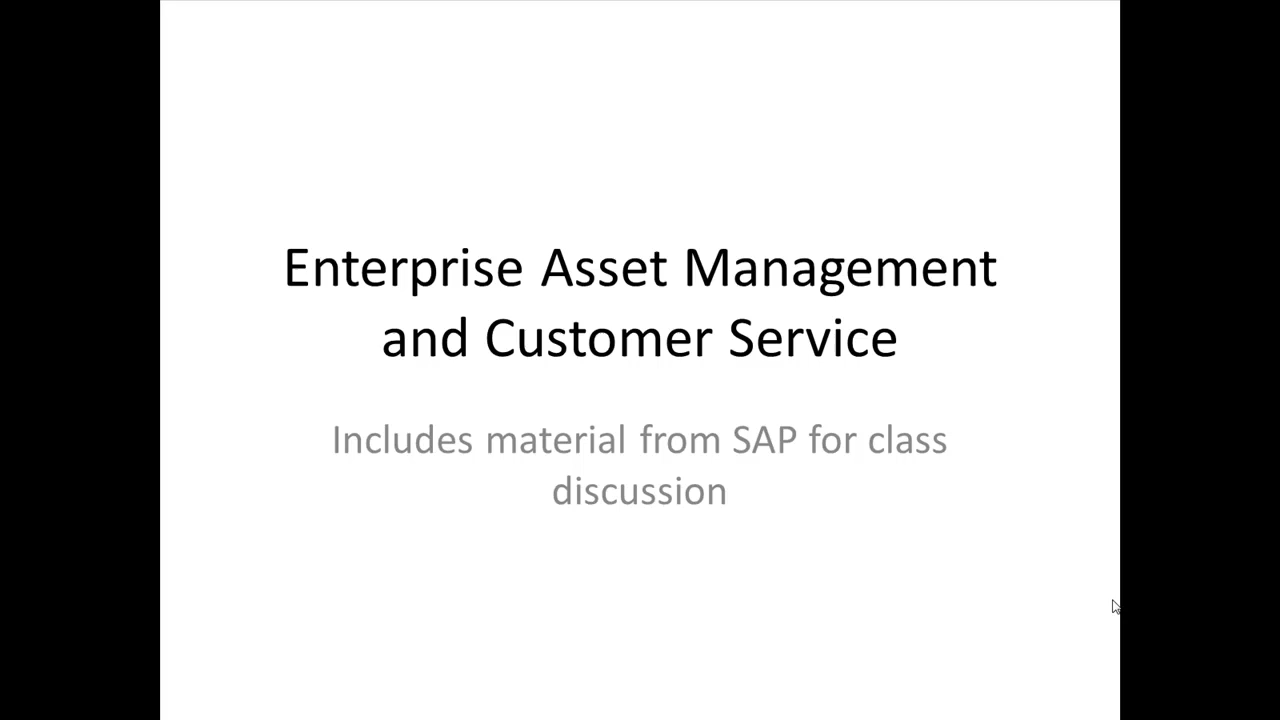 Enterprise Asset Management
and Customer Service
Includes material from SAP for class
discussion